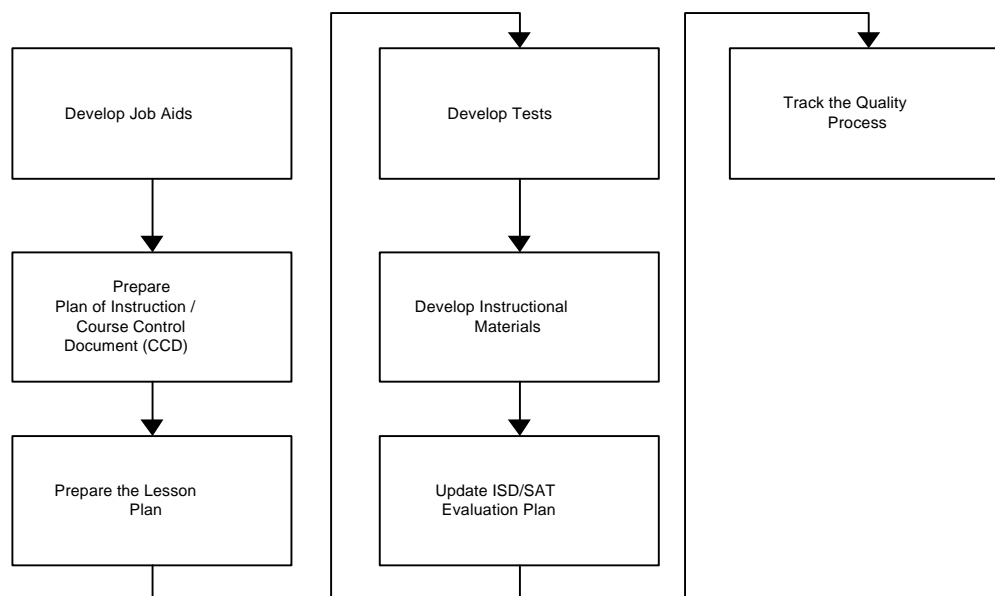 Develop Job Aids
Prepare
Plan of Instruction /
Course Control
Document (CCD)
Prepare the Lesson
Plan
Develop Tests
Develop Instructional
Materials
Update ISD/SAT
Evaluation Plan
Track the Quality
Process